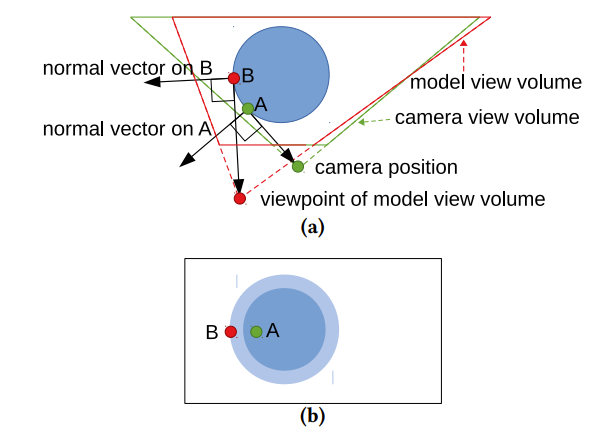 normal vector on B
B
A
model view volume
camera view volume
normal vector on A
camera position
viewpoint of model view volume
(a)
B
A
(b)